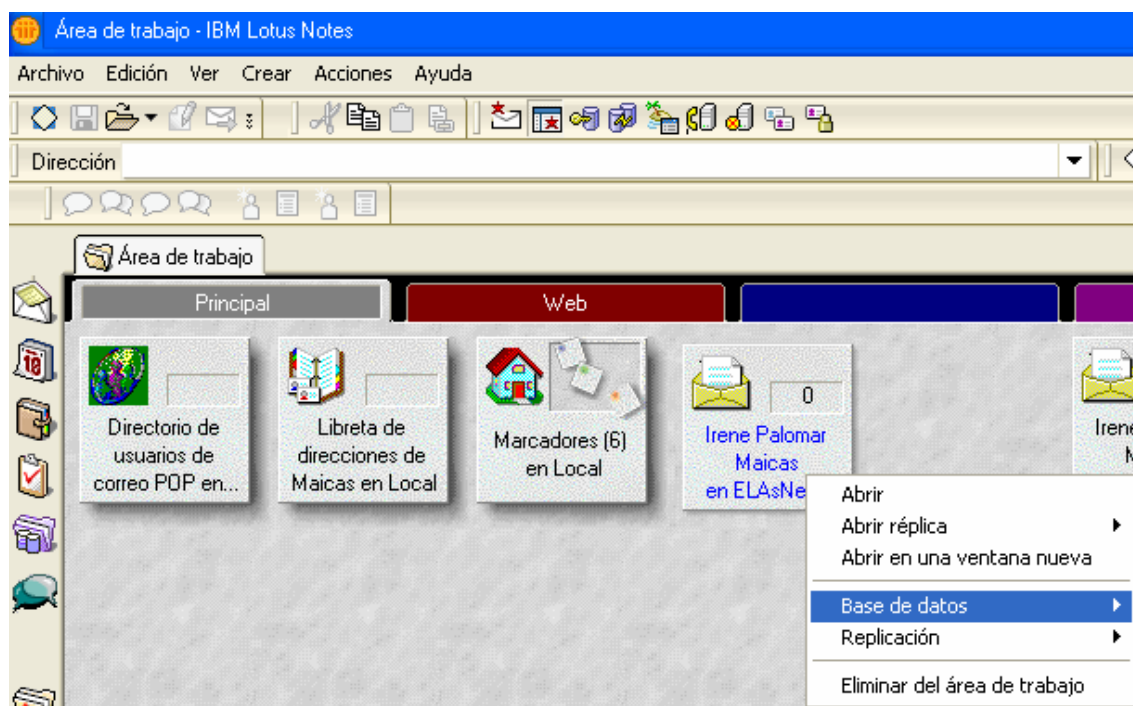 Área de trabajo - IBM Lotus Notes
Archivo Edición Ver Crear Acciones Ayuda
Dirección
Área de trabajo
Principal Web
Directorio de
usuarios de
correo POP en...
Libreta de
direcciones de
Maicas en Local
Marcadores (6)
en Local
0
Irene Palomar
Maicas
en ELAsNe
Irene
M
Abrir
Abrir réplica
Abrir en una ventana nueva
Base de datos
Replicación
Eliminar del área de trabajo